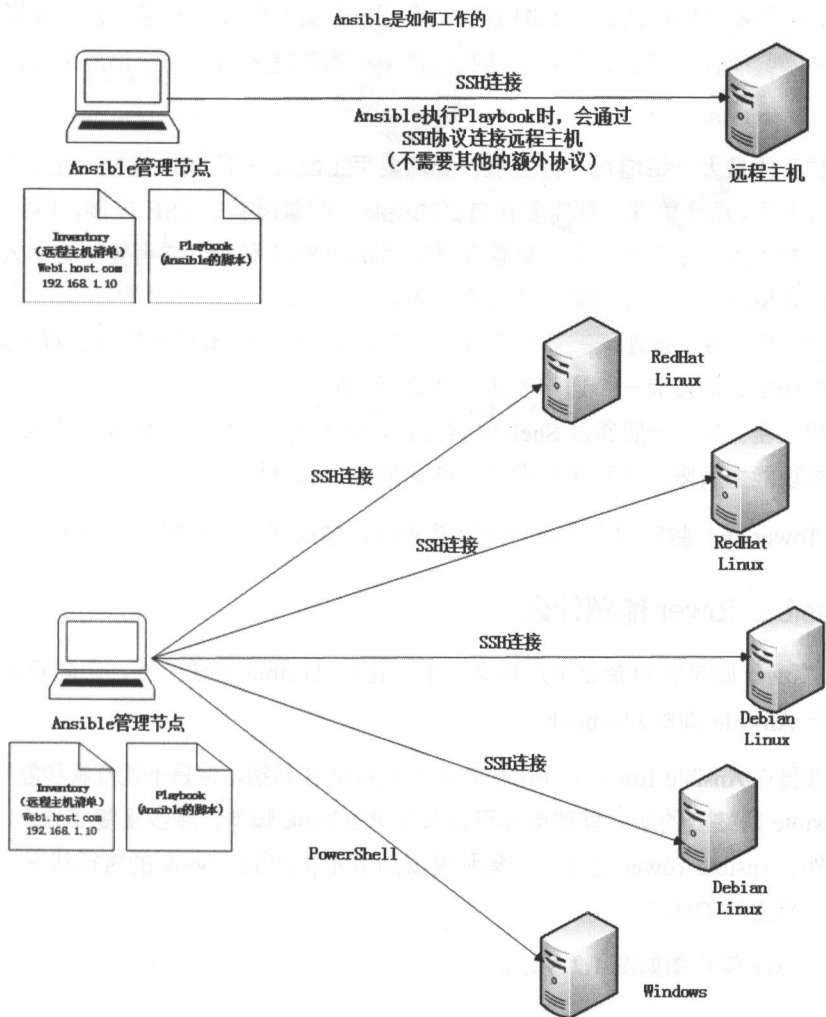 Ansible是如何工作的
SSH连接
Ansible执行Playbook时，会通过
SSH协议连接远程主机
（不需要其他的额外协议）
Ansible管理节点
远程主机
Inventory
(远程主机清单)
Web1.host.com
192.168.1.10
Playbook
(Ansible的脚本)
RedHat
Linux
SSH连接
RedHat
Linux
SSH连接
SSH连接
Debian
Linux
Ansible管理节点
SSH连接
Inventory
(远程主机清单)
Web1.host.com
192.168.1.10
Playbook
(Ansible的脚本)
PowerShell
Debian
Linux
Windows